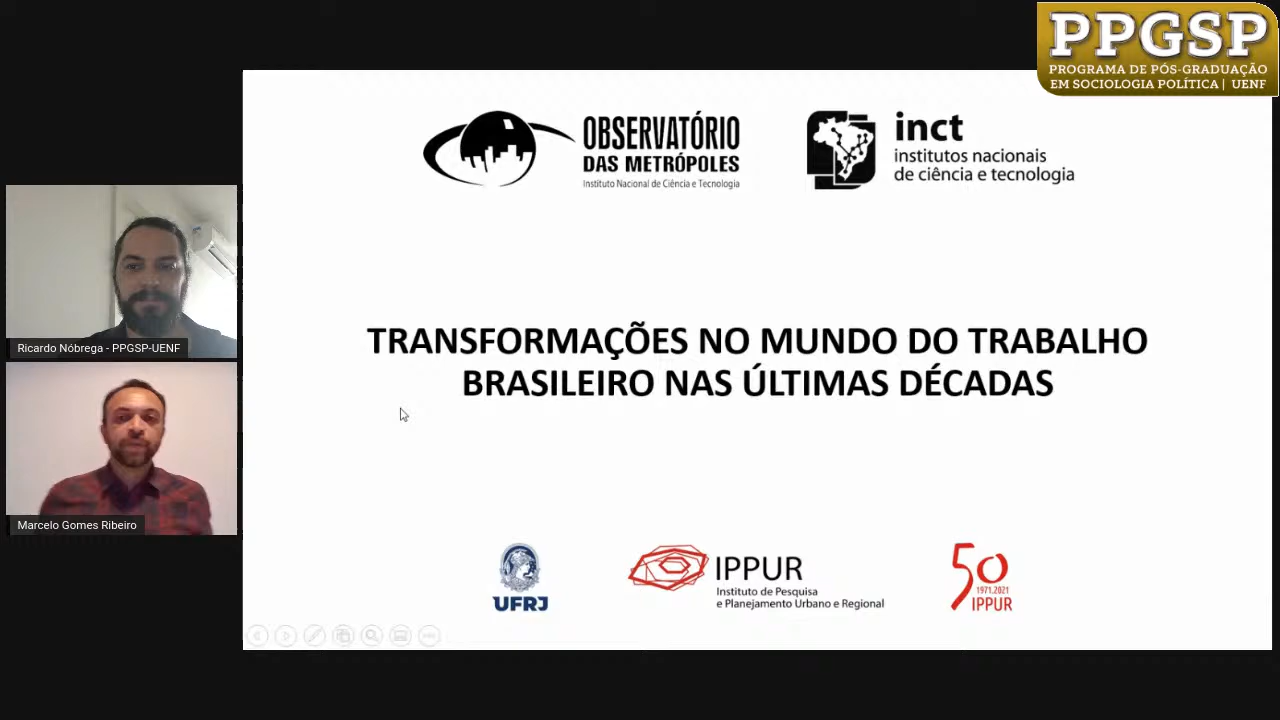 PPGSP
PROGRAMA DE PÓS-GRADUAÇÃO
EM SOCIOLOGIA POLÍTICA | UENF
OBSERVATÓRIO
DAS METRÓPOLES
Instituto Nacional de Ciência e Tecnologia
inct
institutos nacionais
de ciência e tecnologia
Ricardo Nóbrega - PPGSP-UENF
Marcelo Gomes Ribeiro
TRANSFORMAÇÕES NO MUNDO DO TRABALHO
BRASILEIRO NAS ÚLTIMAS DÉCADAS
UFRJ
IPPUR
Instituto de Pesquisa
e Planejamento Urbano e Regional
50
1971.2021
IPPUR